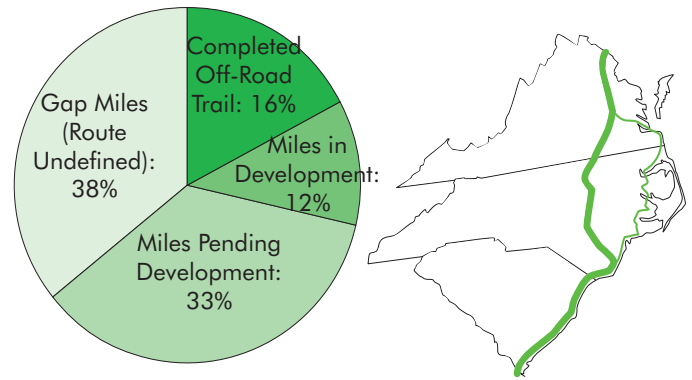 Completed
Off-Road
Trail: 16%
Gap Miles
(Route
Undefined):
38%
Miles in
Development:
12%
Miles Pending
Development:
33%